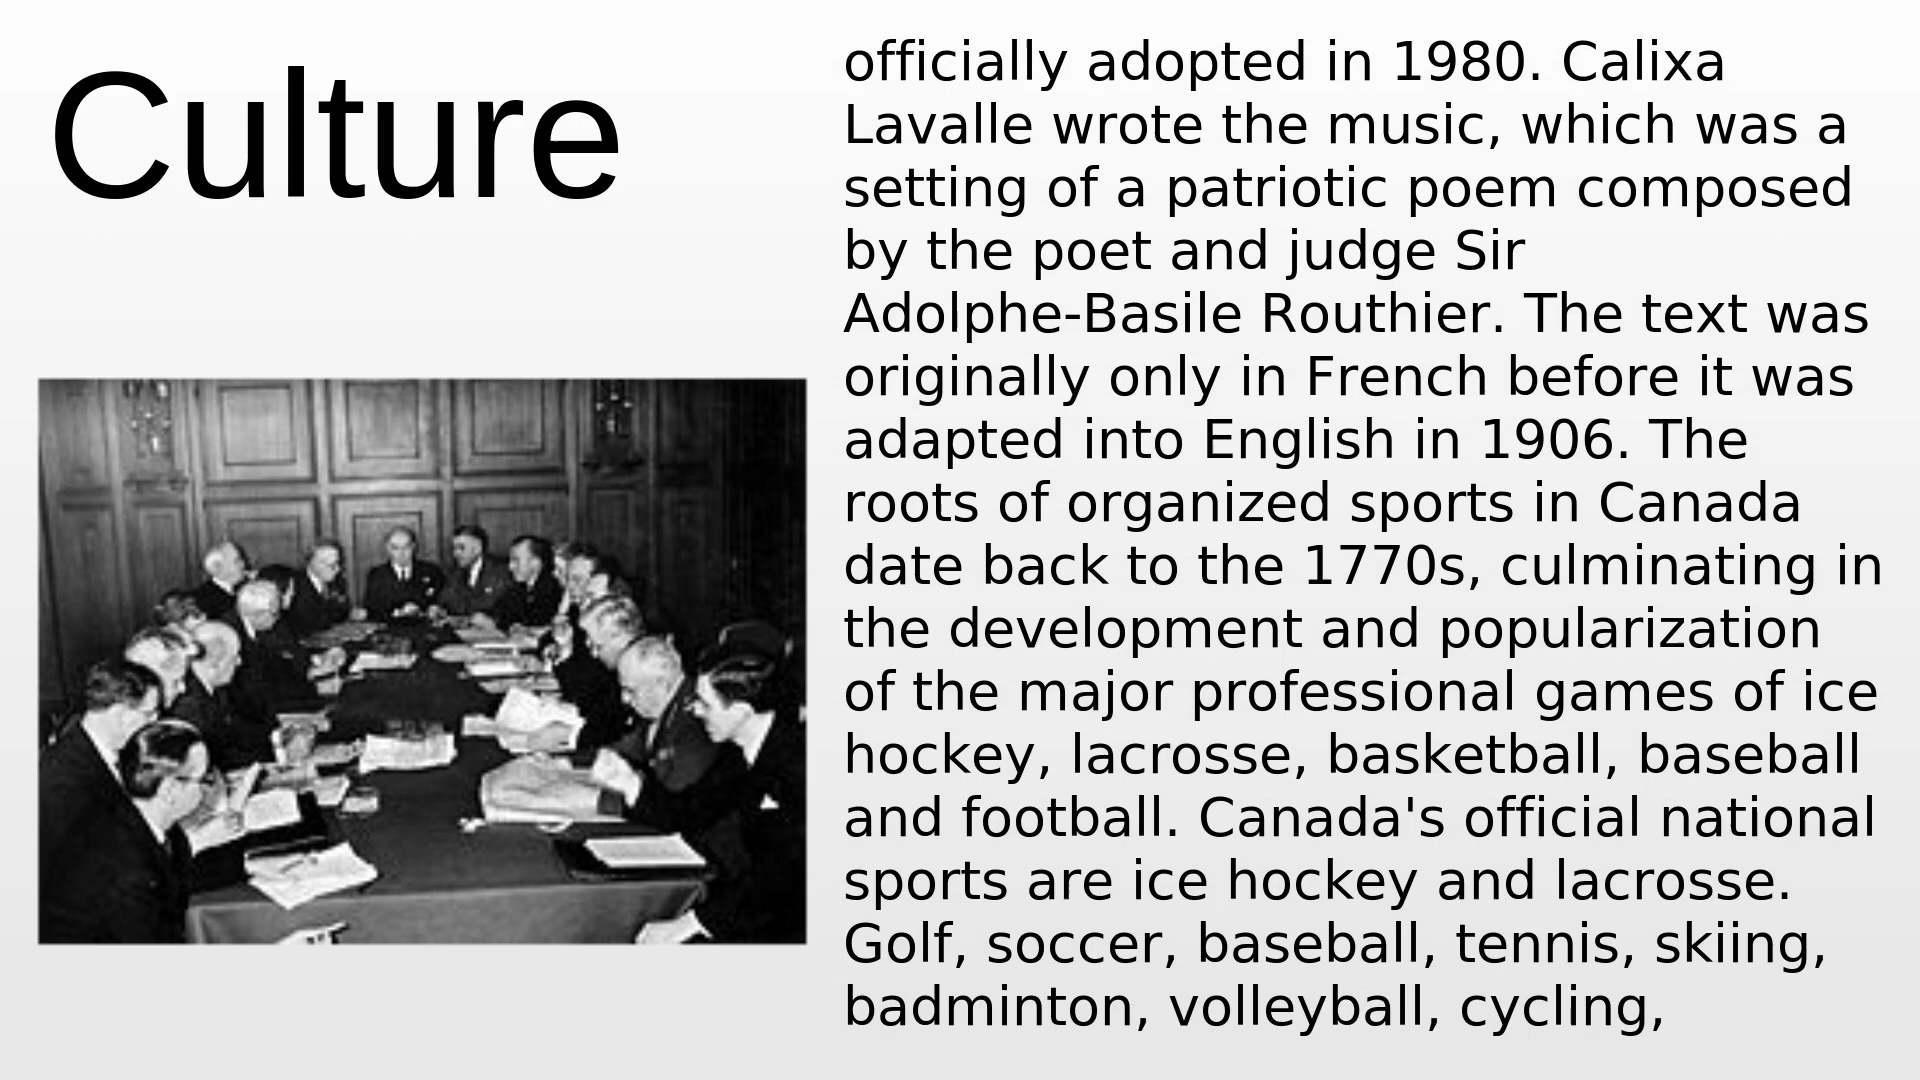 Culture
officially adopted in 1980. Calixa
Lavalle wrote the music, which was a
setting of a patriotic poem composed
by the poet and judge Sir
Adolphe-Basile Routhier. The text was
originally only in French before it was
adapted into English in 1906. The
roots of organized sports in Canada
date back to the 1770s, culminating in
the development and popularization
of the major professional games of ice
hockey, lacrosse, basketball, baseball
and football. Canada's official national
sports are ice hockey and lacrosse.
Golf, soccer, baseball, tennis, skiing,
badminton, volleyball, cycling,